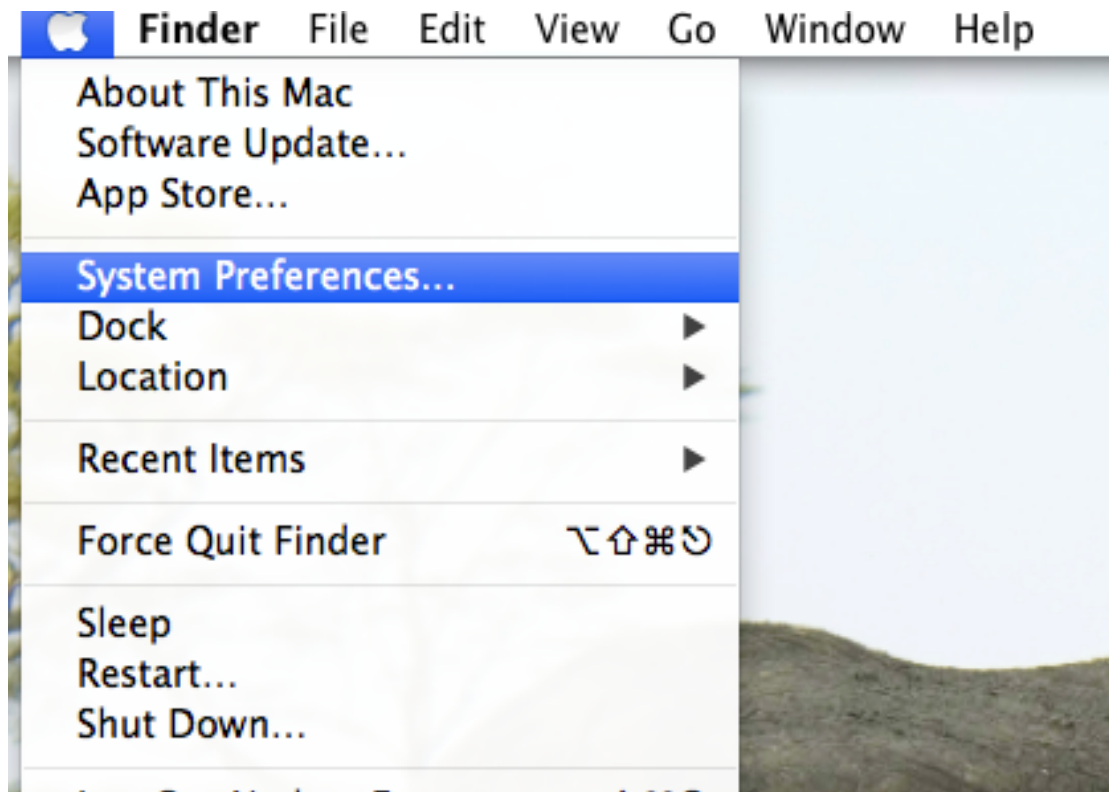 Finder File Edit View Go Window Help
About This Mac
Software Update...
App Store...
System Preferences...
Dock
Location
Recent Items
Force Quit Finder ⌥⇧⌘⎋
Sleep
Restart...
Shut Down...